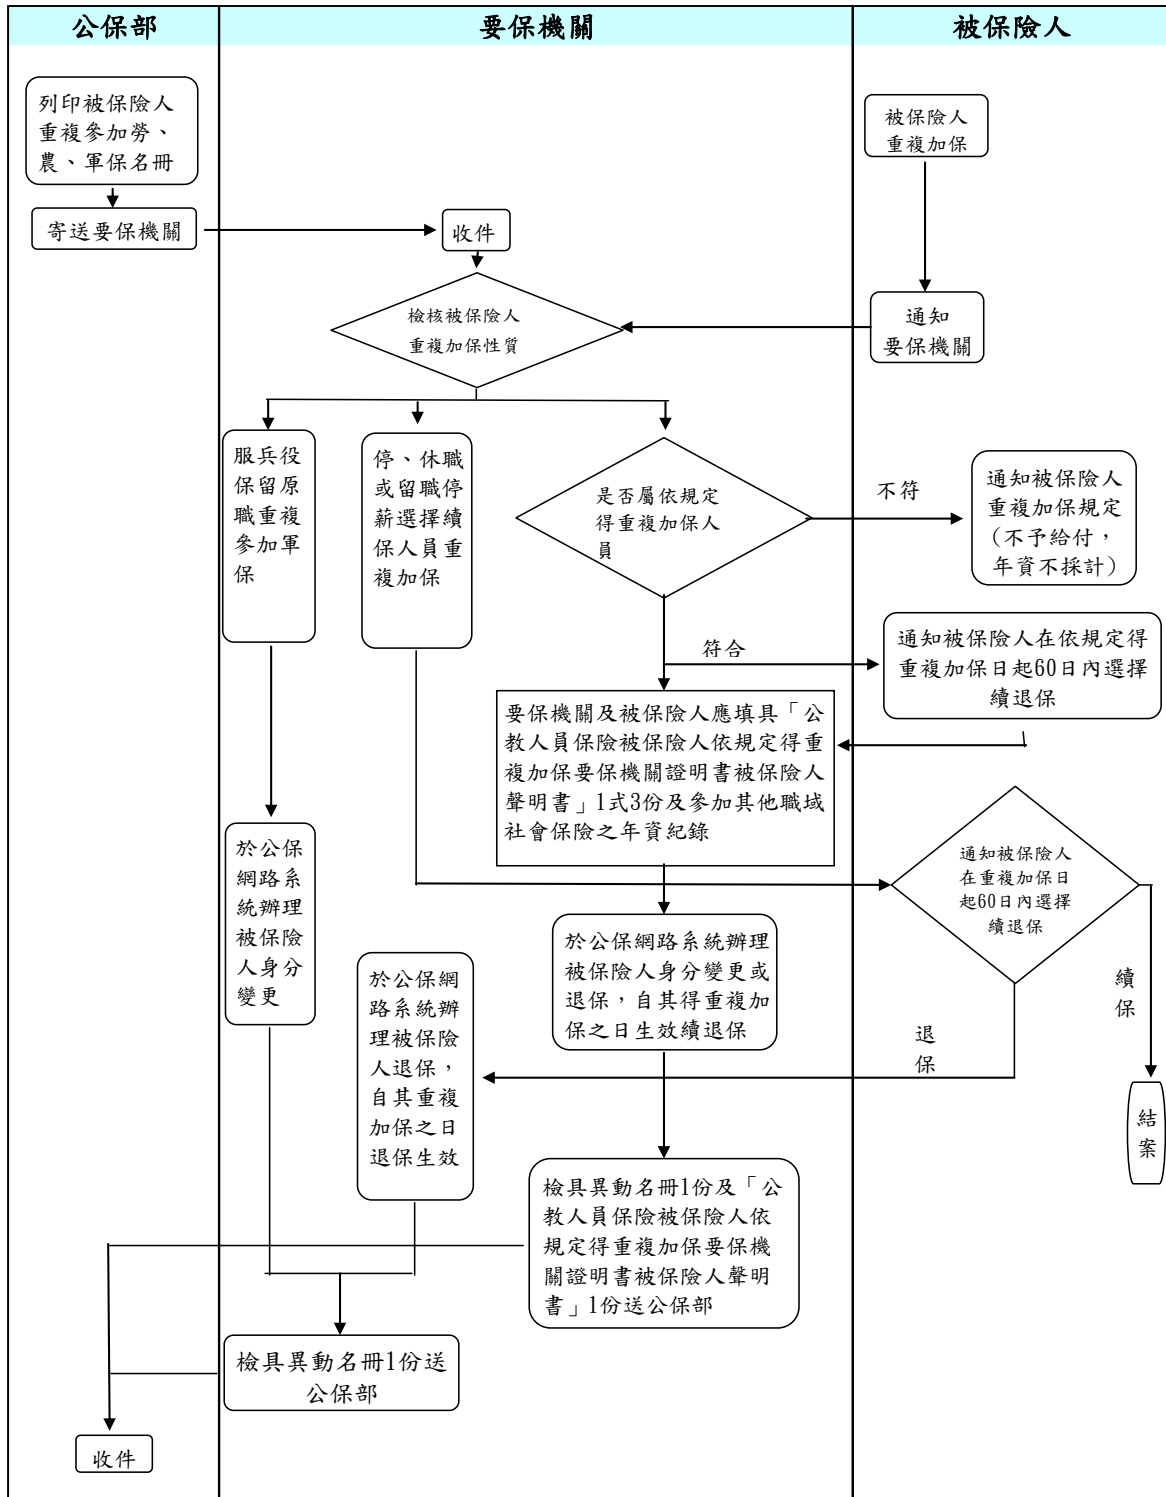 公保部
要保機關
被保險人
列印被保險人
重複參加勞、
農、軍保名冊
寄送要保機關
收件
被保險人
重複加保
通知
要保機關
檢核被保險人
重複加保性質
服兵役
保留原
職重複
參加軍
保
停、休職
或留職停
薪選擇續
保人員重
複加保
是否屬依規定
得重複加保人
員
不符
通知被保險人
重複加保規定
(不予給付,
年資不採計)
符合
通知被保險人在依規定得
重複加保日起60日內選擇
續退保
要保機關及被保險人應填具「公
教人員保險被保險人依規定得重
複加保要保機關證明書被保險人
聲明書」1式3份及參加其他職域
社會保險之年資紀錄
通知被保險人
在重複加保日
起60日內選擇
續退保
於公保
網路系
統辦理
被保險
人身分
變更
於公保網路系統辦理
被保險人身分變更或
退保,自其得重複加
保之日生效續退保
於公保網
路系統辦
理被保險
人退保,
自其重複
加保之日
退保生效
續
保
退
保
結
案
檢具異動名冊1份及「公
教人員保險被保險人依
規定得重複加保要保機
關證明書被保險人聲明
書」1份送公保部
檢具異動名冊1份送
公保部
收件